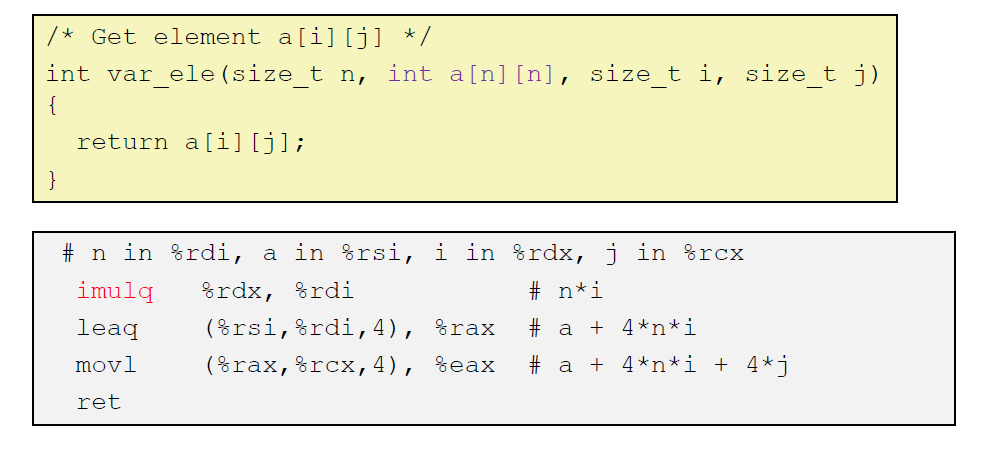 /* Get element a[i][j] */
int var_ele(size_t n, int a[n][n], size_t i, size_t j)
{
  return a[i][j];
}
# n in %rdi, a in %rsi, i in %rdx, j in %rcx
imulq   %rdx, %rdi           # n*i
leaq    (%rsi,%rdi,4), %rax  # a + 4*n*i
movl    (%rax,%rcx,4), %eax  # a + 4*n*i + 4*j
ret